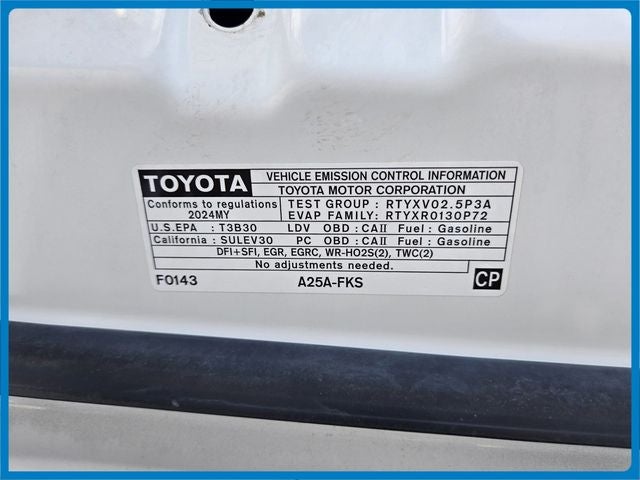 TOYOTA
VEHICLE EMISSION CONTROL INFORMATION
TOYOTA MOTOR CORPORATION
Conforms to regulations
2024MY
TEST GROUP : RTYXV02.5P3A
EVAP FAMILY: RTYXR0130P72
U.S.EPA : T3B30 LDV OBD : CAII Fuel : Gasoline
California : SULEV30 PC OBD : CAII Fuel : Gasoline
DFI+SFI, EGR, EGRC, WR-HO2S(2), TWC(2)
No adjustments needed.
F0143 A25A-FKS CP